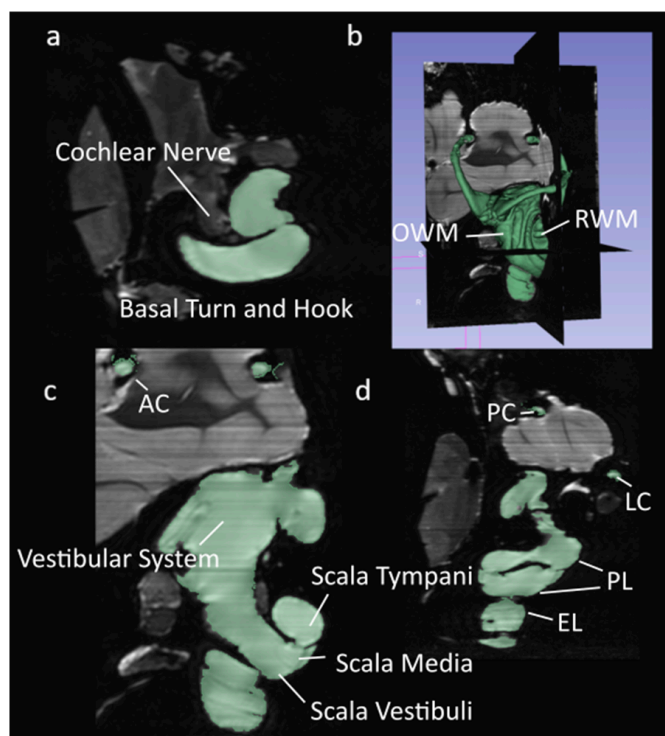 a
Cochlear Nerve
Basal Turn and Hook
b
OWM
RWM
c
AC
Vestibular System
Scala Tympani
Scala Media
Scala Vestibuli
d
PC
LC
PL
EL